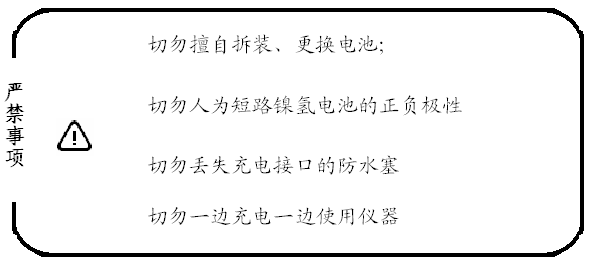 严禁事项
切勿擅自拆装、更换电池;
切勿人为短路镍氢电池的正负极性
切勿丢失充电接口的防水塞
切勿一边充电一边使用仪器